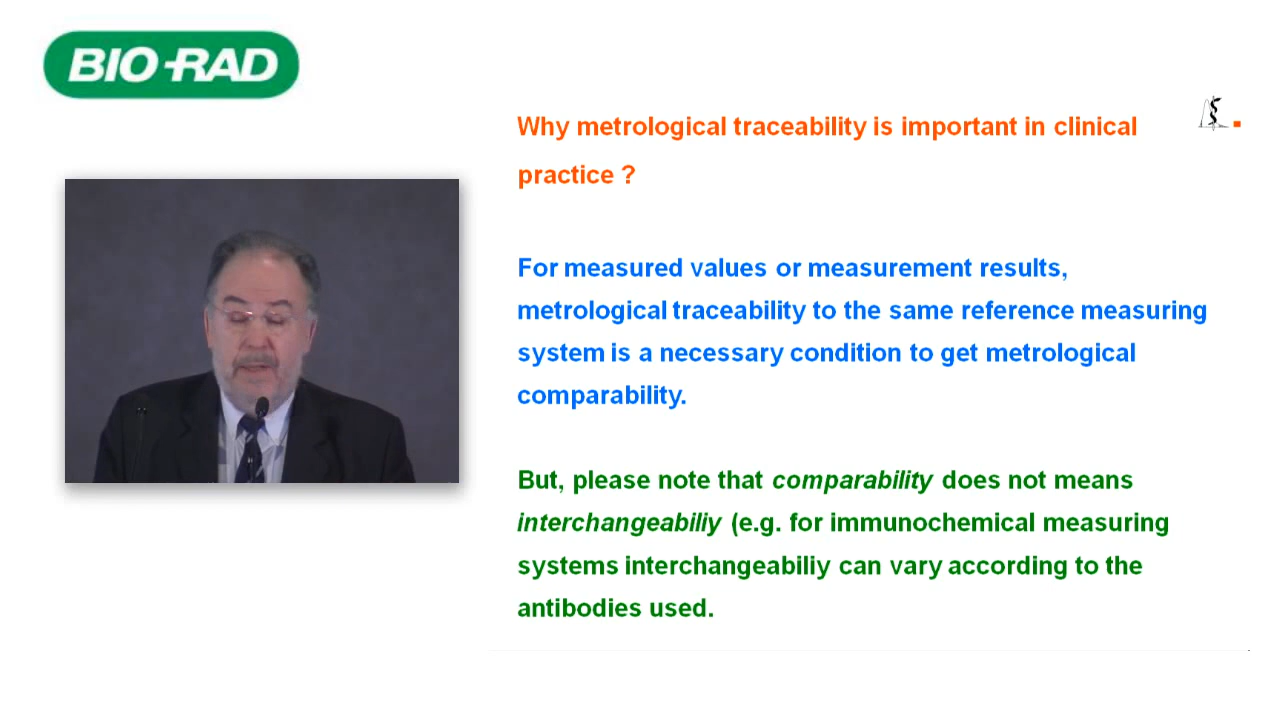 BIO-RAD
Why metrological traceability is important in clinical
practice ?
For measured values or measurement results,
metrological traceability to the same reference measuring
system is a necessary condition to get metrological
comparability.
But, please note that comparability does not means
interchangeabiliy (e.g. for immunochemical measuring
systems interchangeabiliy can vary according to the
antibodies used.